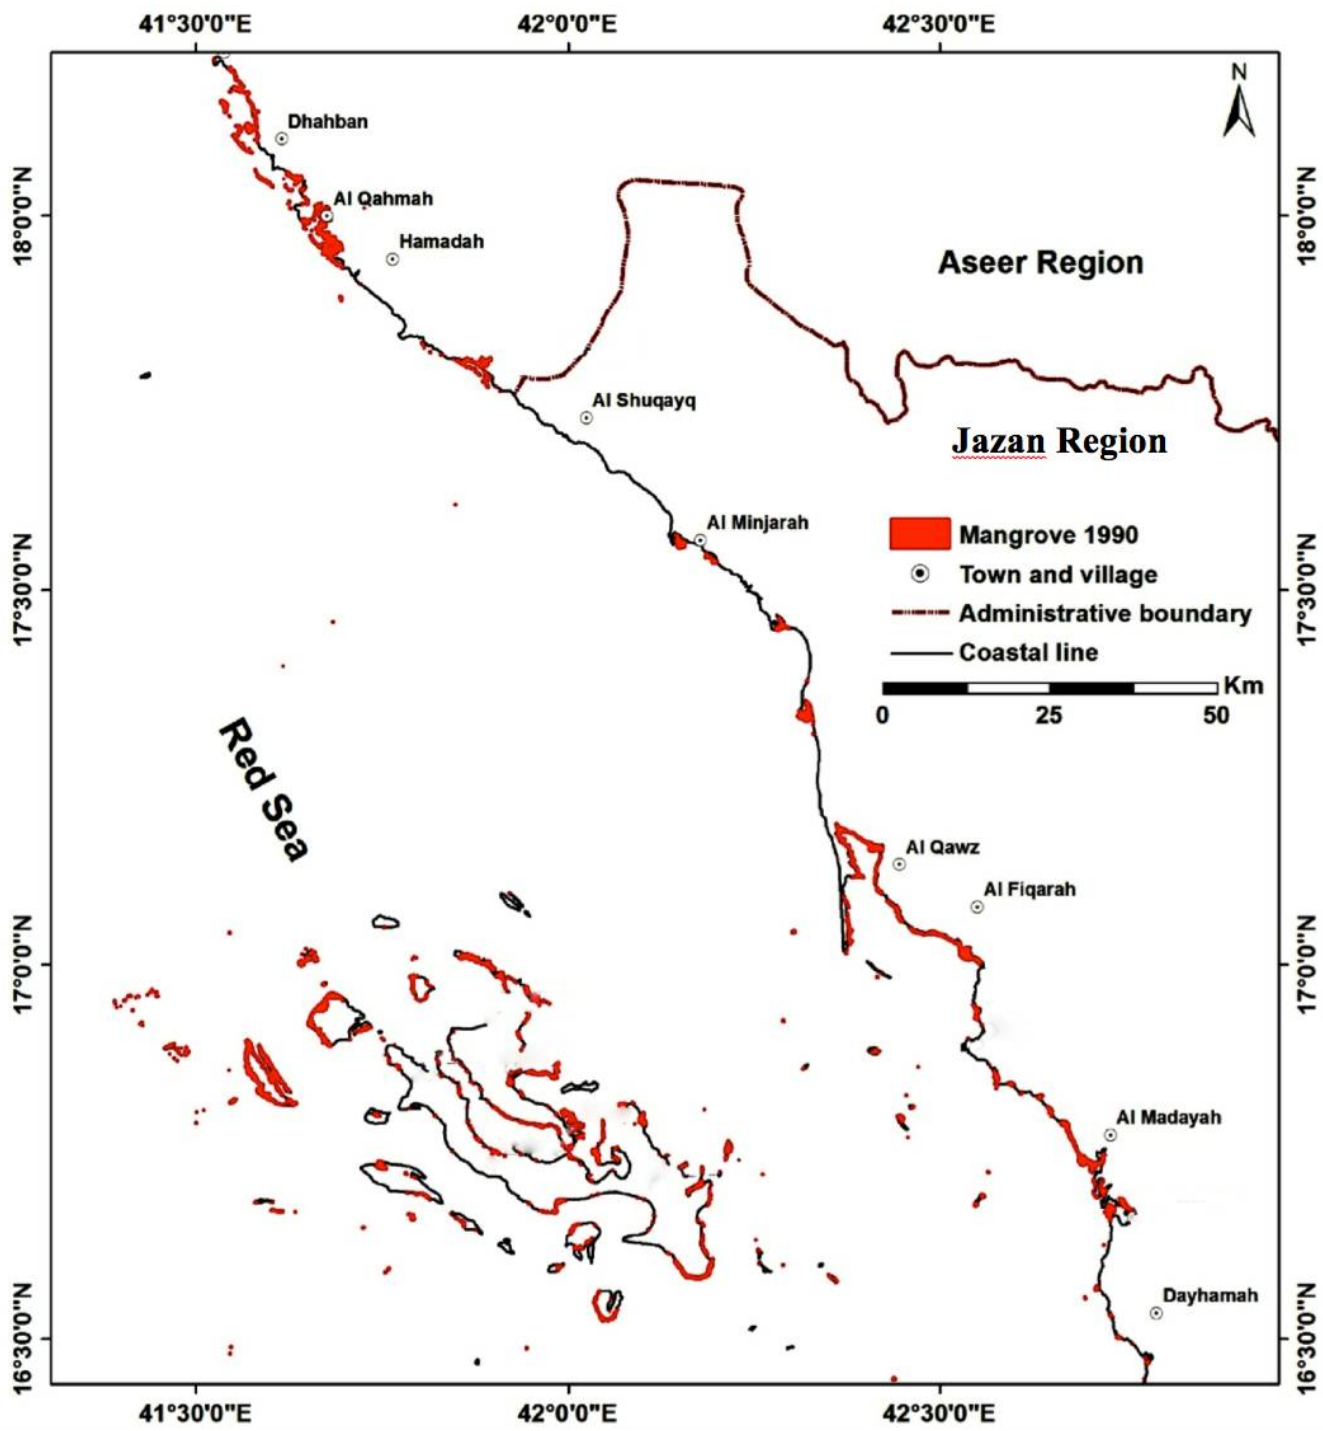 41°30'0"E
42°0'0"E
42°30'0"E
N
Dhahban
Al Qahmah
18°0'0"N
18°0'0"N
Hamadah
Aseer Region
Al Shuqayq
Jazan Region
Al Minjarah
Mangrove 1990
Town and village
17°30'0"N
17°30'0"N
Administrative boundary
Coastal line
Km
0 25 50
Red Sea
Al Qawz
Al Fiqarah
17°0'0"N
17°0'0"N
Al Madayah
Dayhamah
16°30'0"N
16°30'0"N
41°30'0"E
42°0'0"E
42°30'0"E